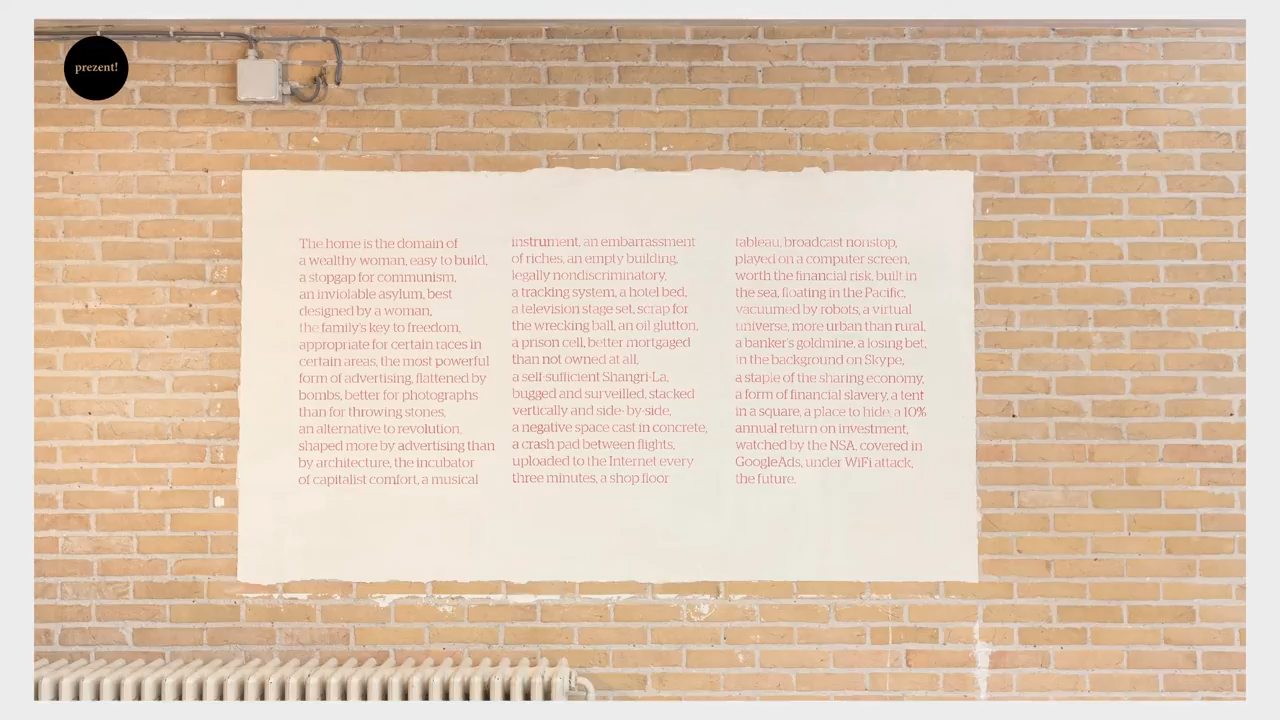 prezent!
The home is the domain of
a wealthy woman, easy to build,
a stopgap for communism,
an inviolable asylum, best
designed by a woman,
the family's key to freedom,
appropriate for certain races in
certain areas, the most powerful
form of advertising, flattened by
bombs, better for photographs
than for throwing stones,
an alternative to revolution,
shaped more by advertising than
by architecture, the incubator
of capitalist comfort, a musical
instrument, an embarrassment
of riches, an empty building,
legally nondiscriminatory,
a tracking system, a hotel bed,
a television stage set, scrap for
the wrecking ball, an oil glutton,
a prison cell, better mortgaged
than not owned at all,
a self-sufficient Shangri-La,
bugged and surveilled, stacked
vertically and side-by-side,
a negative space cast in concrete,
a crash pad between flights,
uploaded to the Internet every
three minutes, a shop floor
tableau, broadcast nonstop,
played on a computer screen,
worth the financial risk, built in
the sea, floating in the Pacific,
vacuumed by robots, a virtual
universe, more urban than rural,
a banker's goldmine, a losing bet,
in the background on Skype,
a staple of the sharing economy,
a form of financial slavery, a tent
in a square, a place to hide, a 10%
annual return on investment,
watched by the NSA, covered in
GoogleAds, under WiFi attack,
the future.